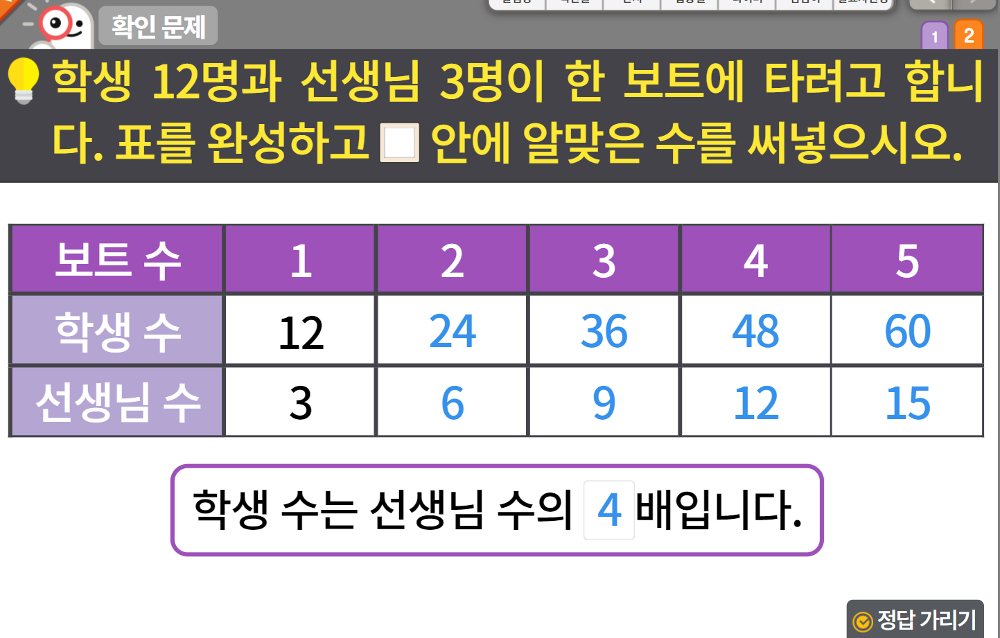 확인 문제
1
2
학생 12명과 선생님 3명이 한 보트에 타려고 합니
다. 표를 완성하고 안에 알맞은 수를 써넣으시오.
보트 수 1 2 3 4 5
학생 수 12 24 36 48 60
선생님 수 3 6 9 12 15
학생 수는 선생님 수의 4 배입니다.
정답 가리기